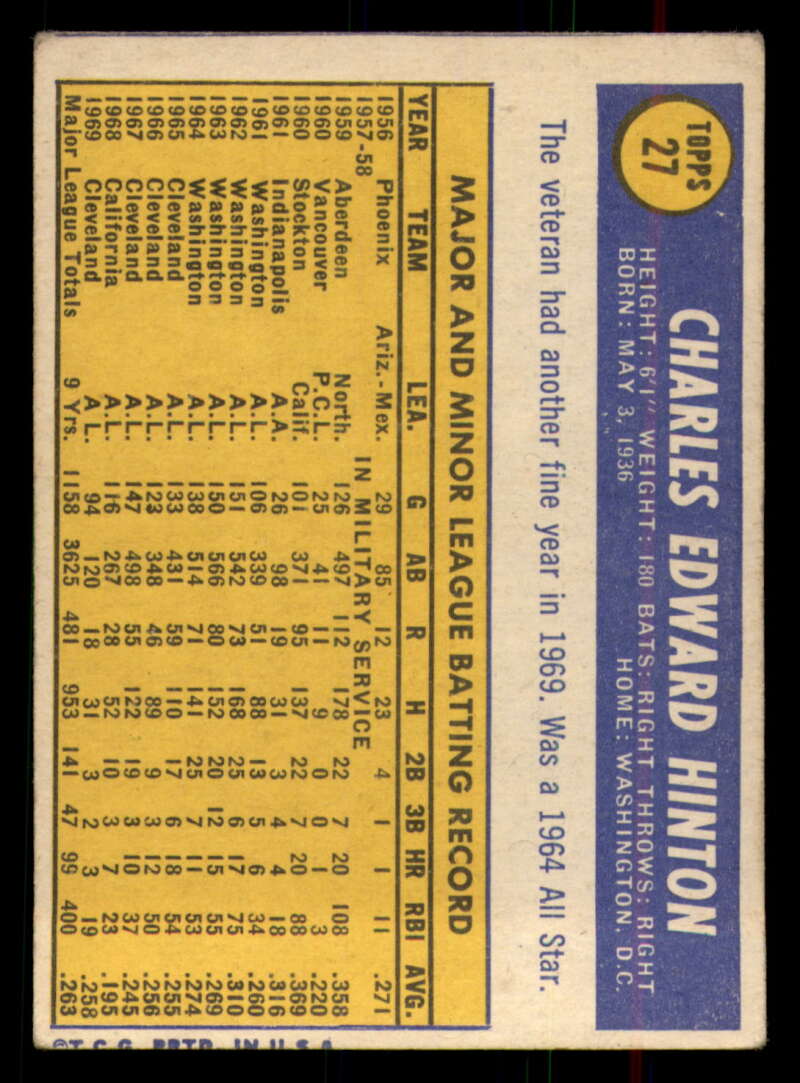 TOPPS
27
CHARLES EDWARD HINTON
HEIGHT: 6'1" WEIGHT: 180 BATS: RIGHT THROWS: RIGHT
BORN: MAY 3, 1936 HOME: WASHINGTON, D.C.
The veteran had another fine year in 1969. Was a 1964 All Star.
MAJOR AND MINOR LEAGUE BATTING RECORD
YEAR TEAM LEA. G AB R H 2B 3B HR RBI AVG.
1956 Phoenix Ariz.-Mex. 29 85 12 23 4 1 1 11 .271
1957-58 IN MILITARY SERVICE
1959 Aberdeen North. 126 497 112 178 22 7 20 108 .358
1960 Vancouver P.C.L. 25 41 11 9 0 0 1 3 .220
1960 Stockton Calif. 101 371 95 137 22 7 20 88 .369
1961 Indianapolis A.A. 26 98 19 31 3 4 4 18 .316
1961 Washington A.L. 106 339 51 88 13 5 6 34 .260
1962 Washington A.L. 151 542 73 168 25 6 17 75 .310
1963 Washington A.L. 150 566 80 152 20 12 15 55 .269
1964 Washington A.L. 138 514 71 141 25 7 11 53 .274
1965 Cleveland A.L. 133 431 59 110 17 6 18 54 .255
1966 Cleveland A.L. 123 348 46 89 9 3 12 50 .256
1967 Cleveland A.L. 147 498 55 122 19 3 10 37 .245
1968 California A.L. 116 267 28 52 10 3 7 23 .195
1969 Cleveland A.L. 94 120 18 31 3 2 3 19 .258
Major League Totals 9 Yrs. 1158 3625 481 953 141 47 99 400 .263
©T.C.G. PRTD. IN U.S.A.